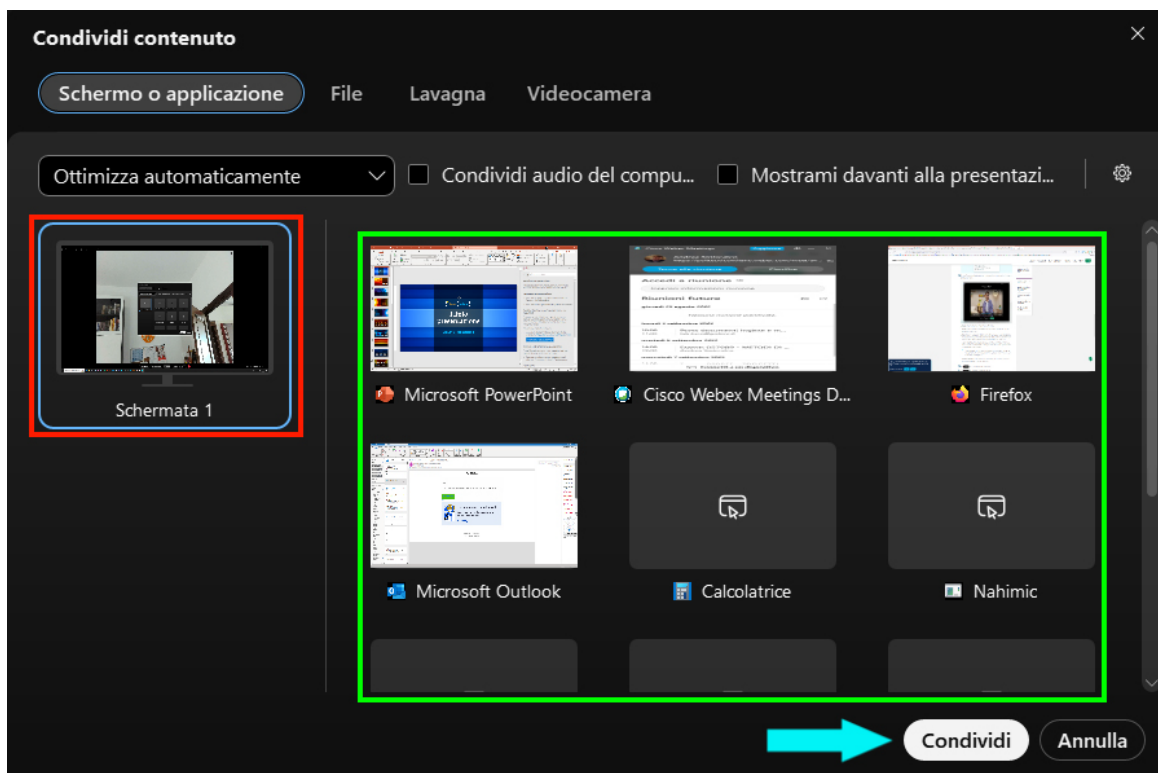 Condividi contenuto
Schermo o applicazione File Lavagna Videocamera
Ottimizza automaticamente Condividi audio del compu... Mostrami davanti alla presentazi...
Schermata 1
Microsoft PowerPoint Cisco Webex Meetings D... Firefox
Microsoft Outlook Calcolatrice Nahimic
Condividi Annulla